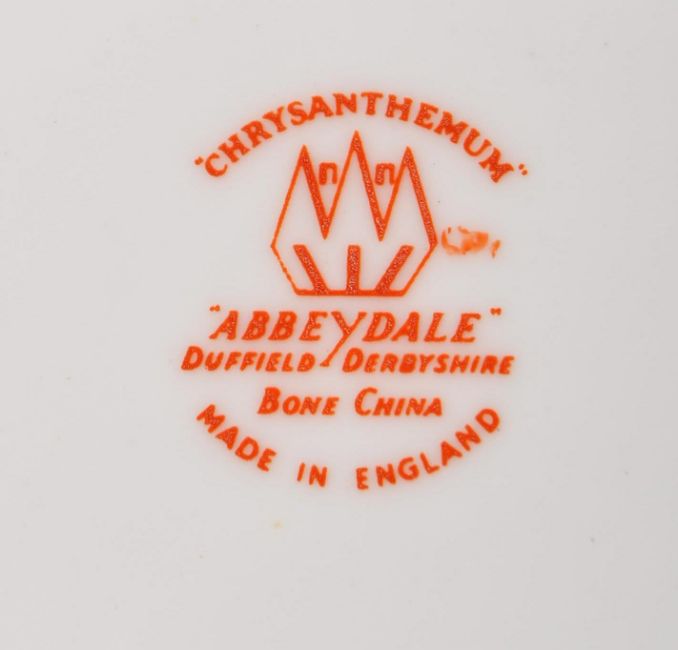 "CHRYSANTHEMUM"
"ABBEYDALE"
DUFFIELD DERBYSHIRE
BONE CHINA
MADE IN ENGLAND